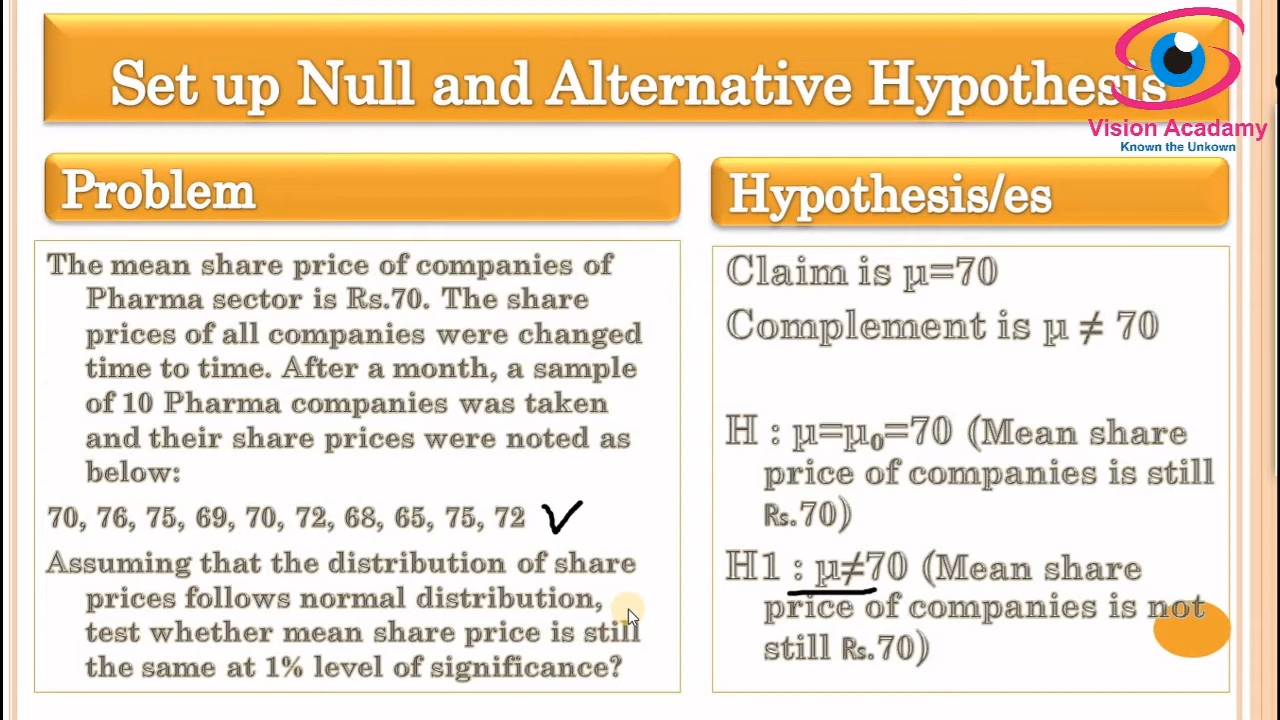 Set up Null and Alternative Hypothesis
Vision Acadamy
Known the Unkown
Problem
The mean share price of companies of
Pharma sector is Rs.70. The share
prices of all companies were changed
time to time. After a month, a sample
of 10 Pharma companies was taken
and their share prices were noted as
below:
70, 76, 75, 69, 70, 72, 68, 65, 75, 72
Assuming that the distribution of share
prices follows normal distribution,
test whether mean share price is still
the same at 1% level of significance?
Hypothesis/es
Claim is µ=70
Complement is µ ≠ 70
H : µ=µ₀=70 (Mean share
price of companies is still
Rs.70)
H1 : µ≠70 (Mean share
price of companies is not
still Rs.70)